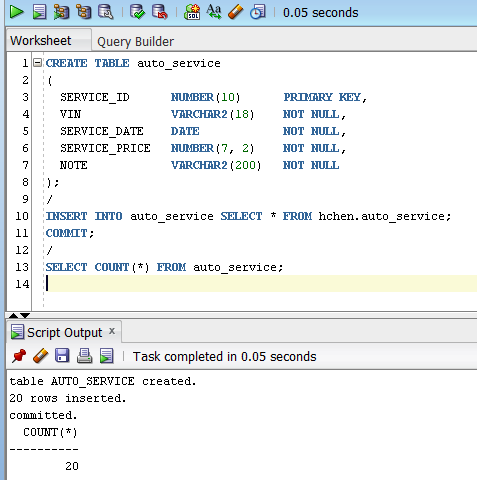 0.05 seconds
Worksheet Query Builder
1 CREATE TABLE auto_service
2 (
3 SERVICE_ID NUMBER(10) PRIMARY KEY,
4 VIN VARCHAR2(18) NOT NULL,
5 SERVICE_DATE DATE NOT NULL,
6 SERVICE_PRICE NUMBER(7, 2) NOT NULL,
7 NOTE VARCHAR2(200) NOT NULL
8 );
9 /
10 INSERT INTO auto_service SELECT * FROM hchen.auto_service;
11 COMMIT;
12 /
13 SELECT COUNT(*) FROM auto_service;
14
Script Output x
Task completed in 0.05 seconds
table AUTO_SERVICE created.
20 rows inserted.
committed.
COUNT(*)
----------
20